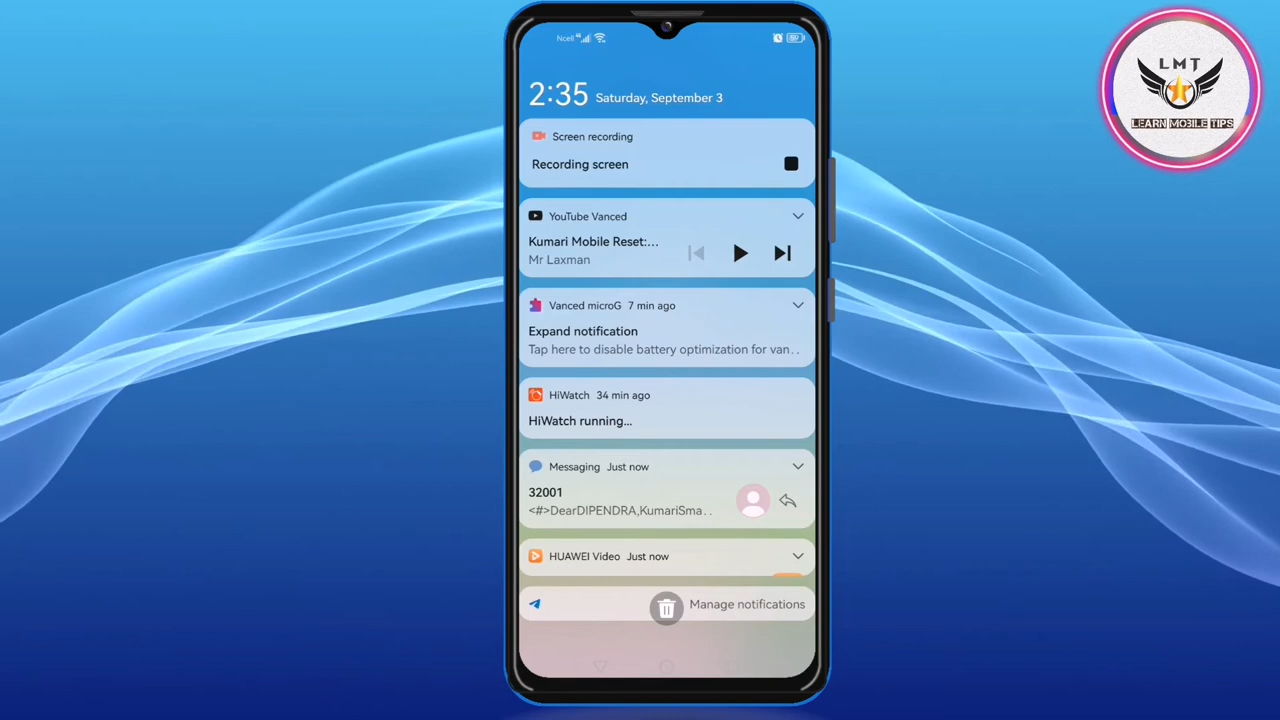 Ncell 4G
2:35 Saturday, September 3
Screen recording
Recording screen
YouTube Vanced
Kumari Mobile Reset:...
Mr Laxman
Vanced microG 7 min ago
Expand notification
Tap here to disable battery optimization for van..
HiWatch 34 min ago
HiWatch running...
Messaging Just now
32001
<#>DearDIPENDRA,KumariSma..
HUAWEI Video Just now
Manage notifications
LMT
LEARN MOBILE TIPS